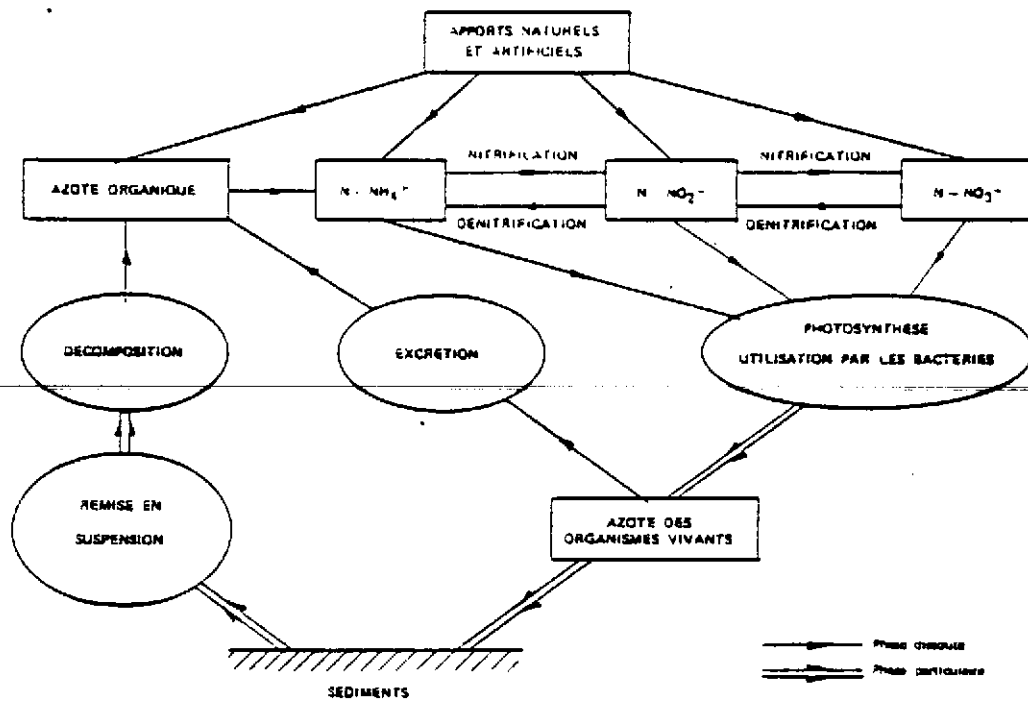 APPORTS NATURELS
ET ARTIFICIELS
NITRIFICATION
NITRIFICATION
AZOTE ORGANIQUE
N - NH₄⁺
N NO₂⁻
N - NO₃⁻
DENITRIFICATION
DENITRIFICATION
DECOMPOSITION
EXCRETION
PHOTOSYNTHESE
UTILISATION PAR LES BACTERIES
REMISE EN
SUSPENSION
AZOTE DES
ORGANISMES VIVANTS
SEDIMENTS
Phase dissoute
Phase particulaire